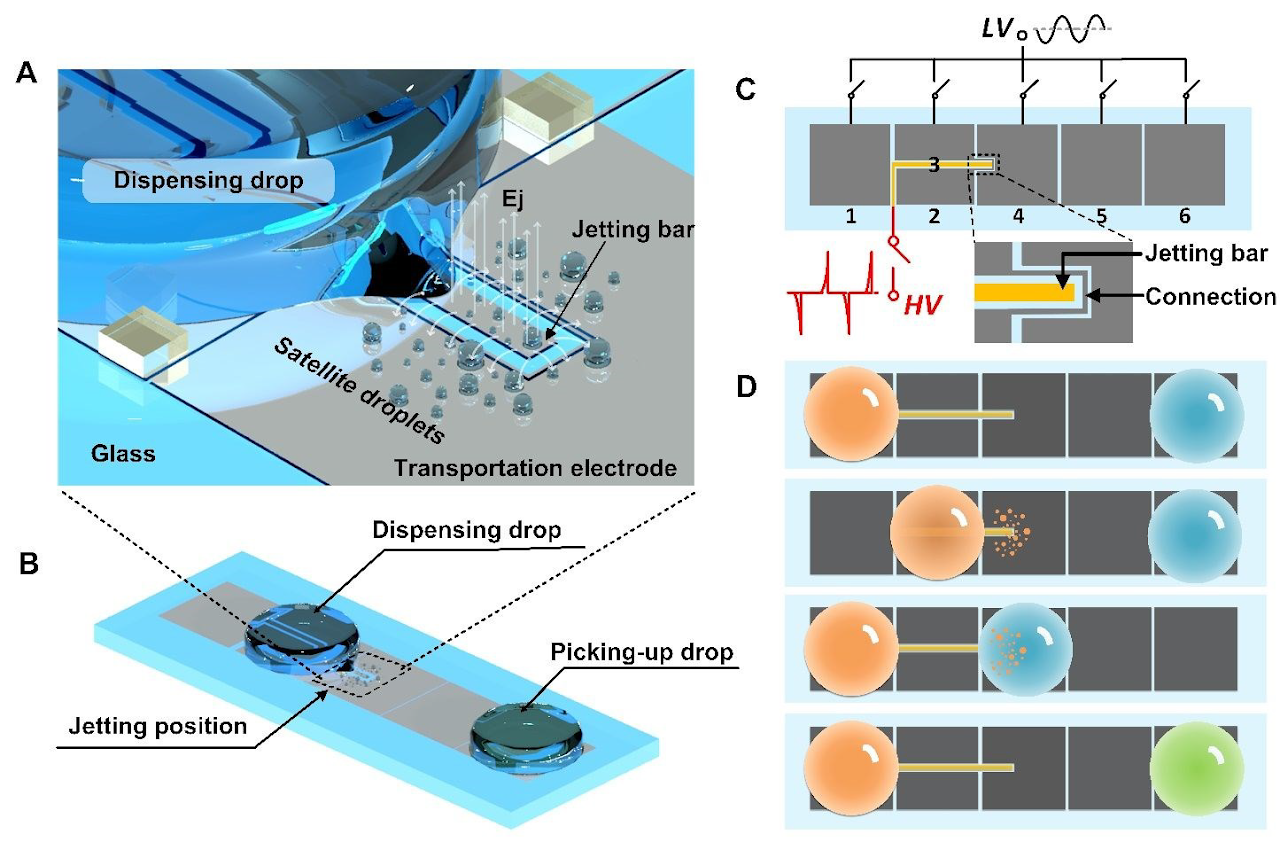 A
Dispensing drop
Ej
Jetting bar
Satellite droplets
Glass
Transportation electrode
B
Dispensing drop
Picking-up drop
Jetting position
C
LV
3
1 2 4 5 6
HV
Jetting bar
Connection
D